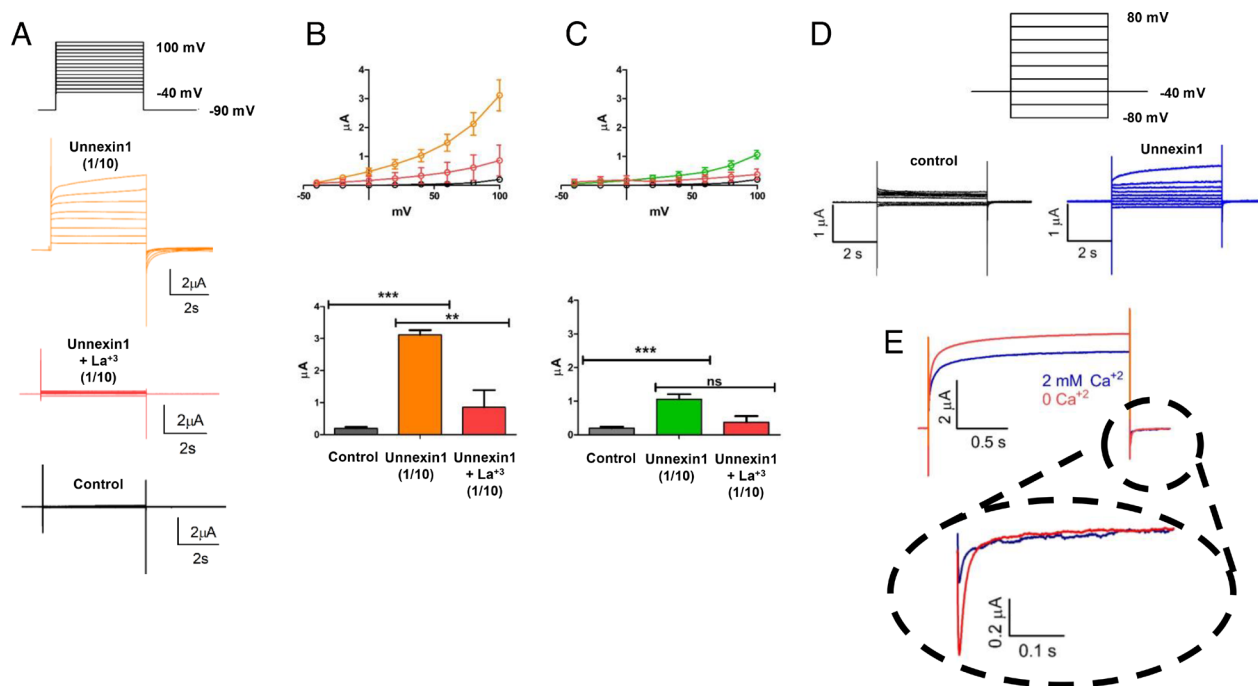 A
100 mV
-40 mV
-90 mV
Unnexin1
(1/10)
2µA
2s
Unnexin1
+ La⁺³
(1/10)
2µA
2s
Control
2µA
2s
B
4
3
2
1
µA
-50
0
50
100
mV
***
**
4
3
2
1
0
µA
Control
Unnexin1
(1/10)
Unnexin1
+ La⁺³
(1/10)
C
4
3
2
1
µA
-50
0
50
100
mV
***
ns
4
3
2
1
0
µA
Control
Unnexin1
(1/10)
Unnexin1
+ La⁺³
(1/10)
D
80 mV
-40 mV
-80 mV
control
1 µA
2 s
Unnexin1
1 µA
2 s
E
2 mM Ca⁺²
0 Ca⁺²
2 µA
0.5 s
0.2 µA
0.1 s